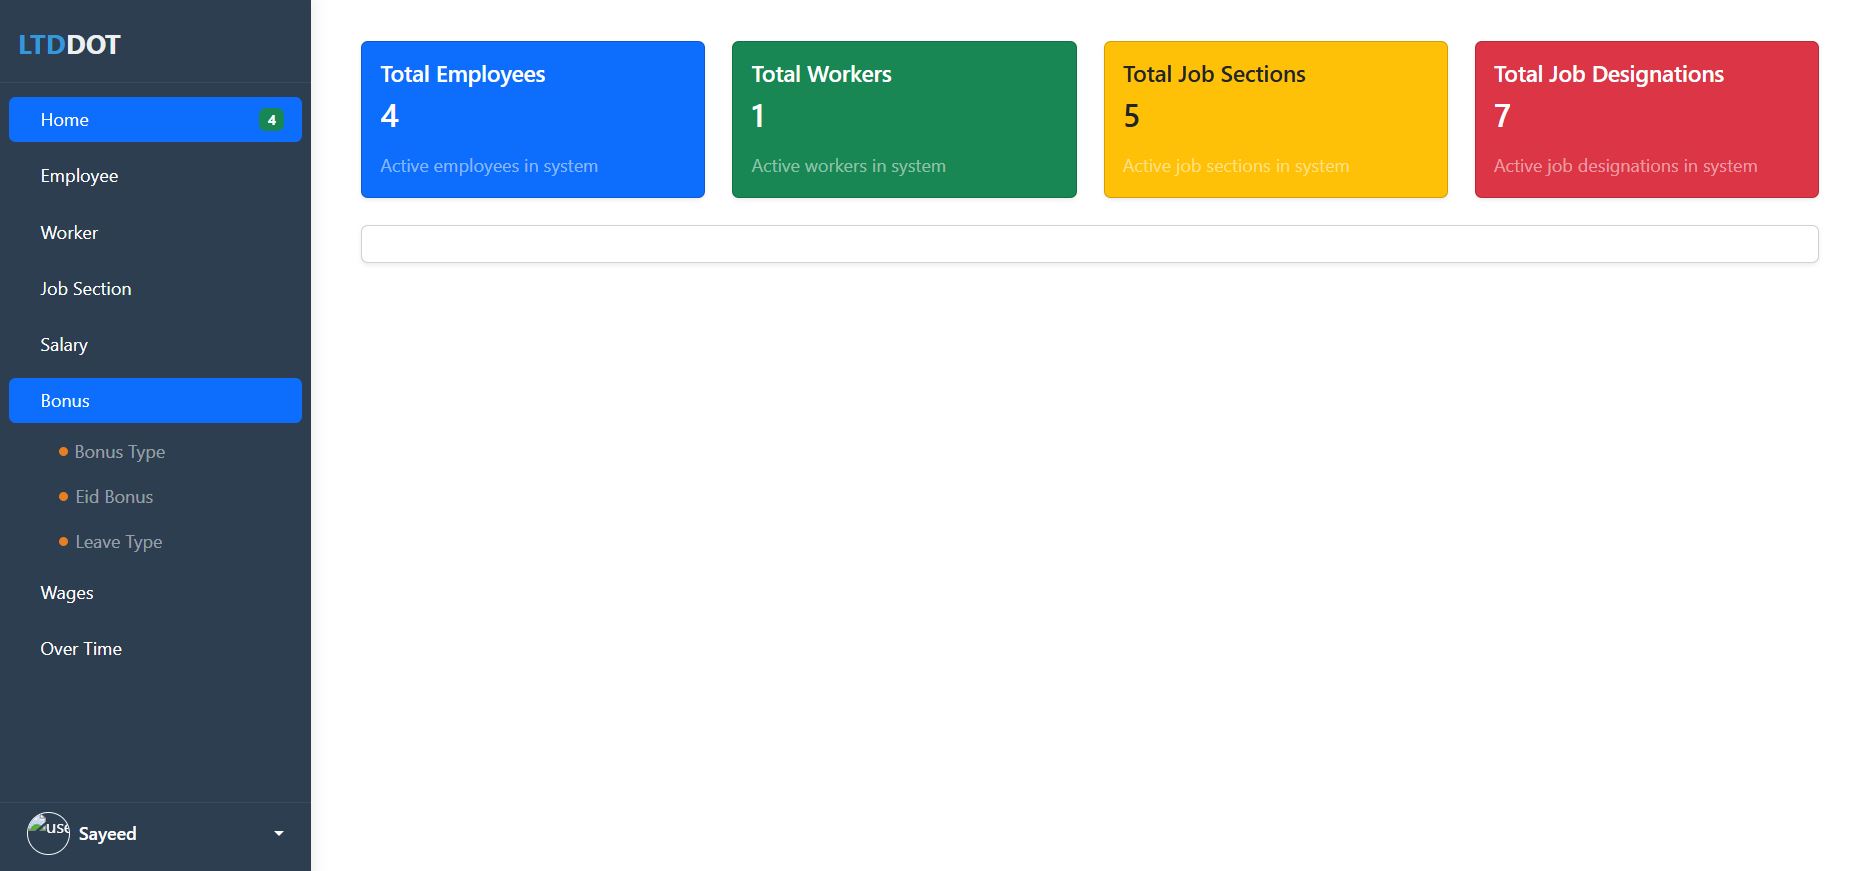 LTDDOT
Home 4
Employee
Worker
Job Section
Salary
Bonus
Bonus Type
Eid Bonus
Leave Type
Wages
Over Time
Sayeed
Total Employees
4
Active employees in system
Total Workers
1
Active workers in system
Total Job Sections
5
Active job sections in system
Total Job Designations
7
Active job designations in system